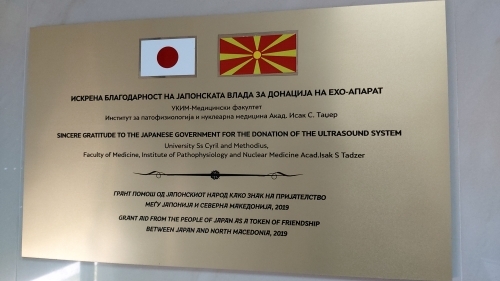 ИСКРЕНА БЛАГОДАРНОСТ НА ЈАПОНСКАТА ВЛАДА ЗА ДОНАЦИЈА НА ЕХО-АПАРАТ
УКИМ-Медицински факултет
Институт за патофизиологија и нуклеарна медицина Акад. Исак С. Таџер
SINCERE GRATITUDE TO THE JAPANESE GOVERNMENT FOR THE DONATION OF THE ULTRASOUND SYSTEM
University Ss Cyril and Methodius,
Faculty of Medicine, Institute of Pathophysiology and Nuclear Medicine Acad.Isak S Tadzer
ГРАНТ ПОМОШ ОД ЈАПОНСКИОТ НАРОД КАКО ЗНАК НА ПРИЈАТЕЛСТВО
МЕЃУ ЈАПОНИЈА И СЕВЕРНА МАКЕДОНИЈА, 2019
GRANT AID FROM THE PEOPLE OF JAPAN AS A TOKEN OF FRIENDSHIP
BETWEEN JAPAN AND NORTH MACEDONIA, 2019